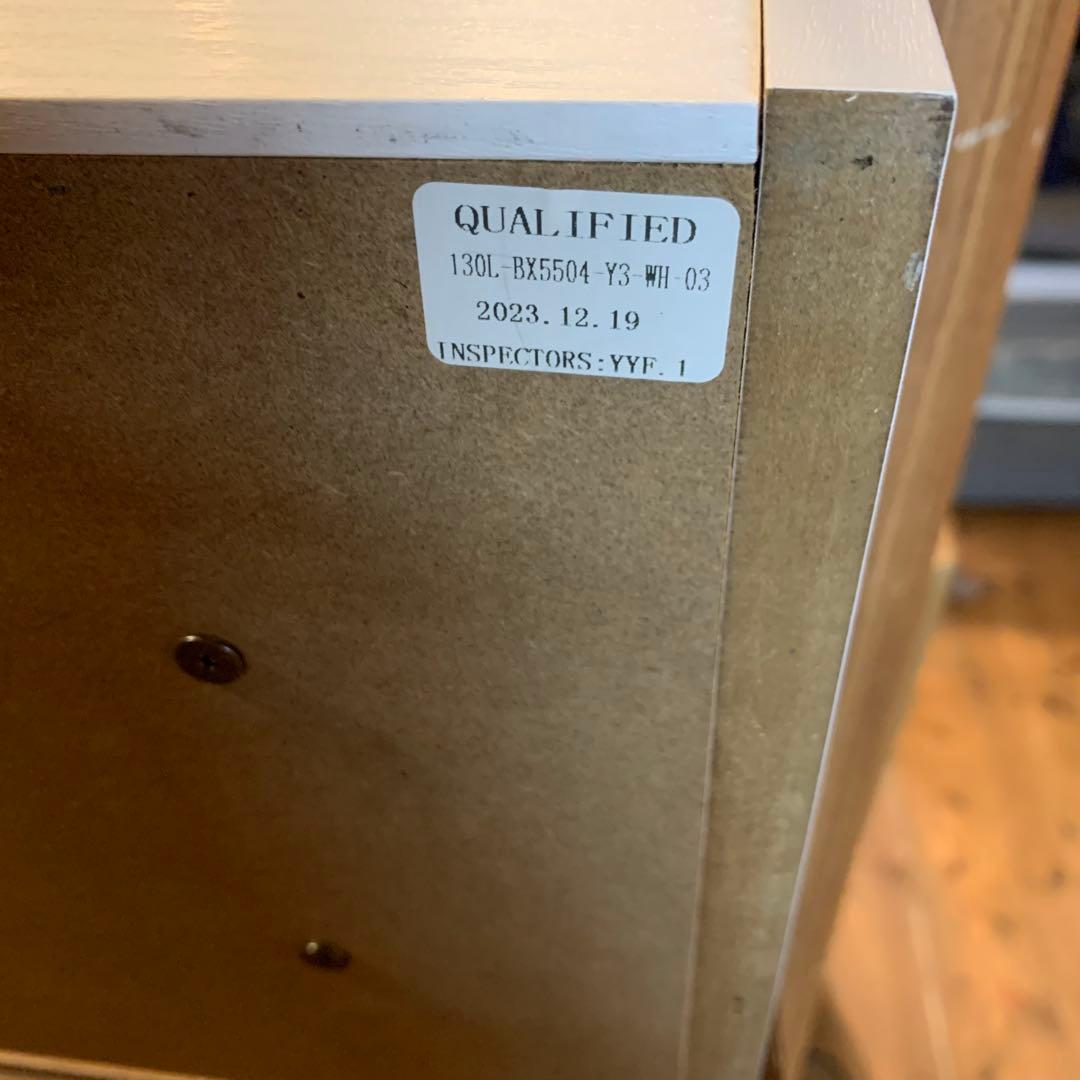 QUALIFIED
130L-BX5504-Y3-WH-03
2023.12.19
INSPECTORS:YYF.1